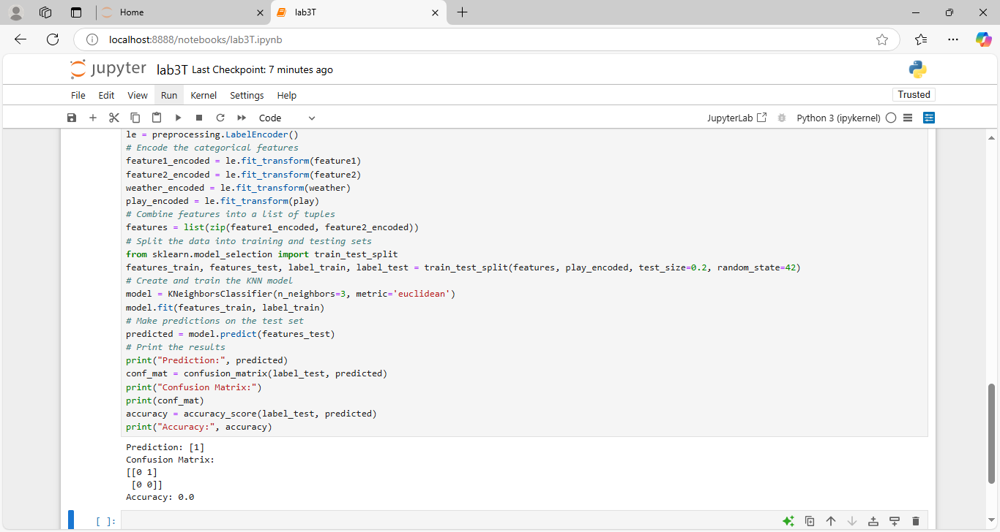 Home
lab3T
localhost:8888/notebooks/lab3T.ipynb
jupyter lab3T Last Checkpoint: 7 minutes ago
File Edit View Run Kernel Settings Help
Trusted
Code
JupyterLab
Python 3 (ipykernel)
le = preprocessing.LabelEncoder()
# Encode the categorical features
feature1_encoded = le.fit_transform(feature1)
feature2_encoded = le.fit_transform(feature2)
weather_encoded = le.fit_transform(weather)
play_encoded = le.fit_transform(play)
# Combine features into a list of tuples
features = list(zip(feature1_encoded, feature2_encoded))
# Split the data into training and testing sets
from sklearn.model_selection import train_test_split
features_train, features_test, label_train, label_test = train_test_split(features, play_encoded, test_size=0.2, random_state=42)
# Create and train the KNN model
model = KNeighborsClassifier(n_neighbors=3, metric='euclidean')
model.fit(features_train, label_train)
# Make predictions on the test set
predicted = model.predict(features_test)
# Print the results
print("Prediction:", predicted)
conf_mat = confusion_matrix(label_test, predicted)
print("Confusion Matrix:")
print(conf_mat)
accuracy = accuracy_score(label_test, predicted)
print("Accuracy:", accuracy)
Prediction: [1]
Confusion Matrix:
[[0 1]
 [0 0]]
Accuracy: 0.0
[ ]: